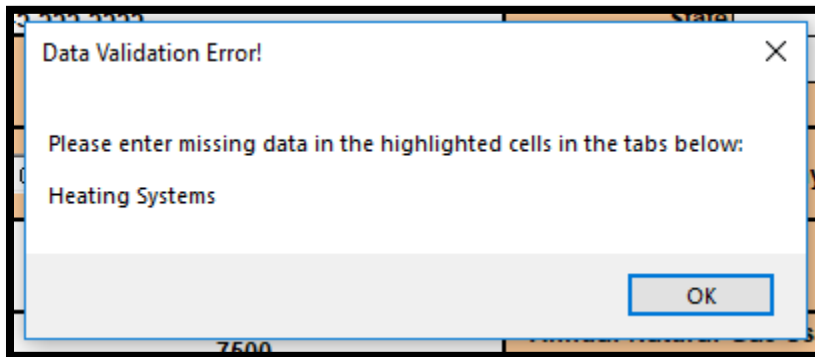 State
Data Validation Error!
Please enter missing data in the highlighted cells in the tabs below:
Heating Systems
OK
7500